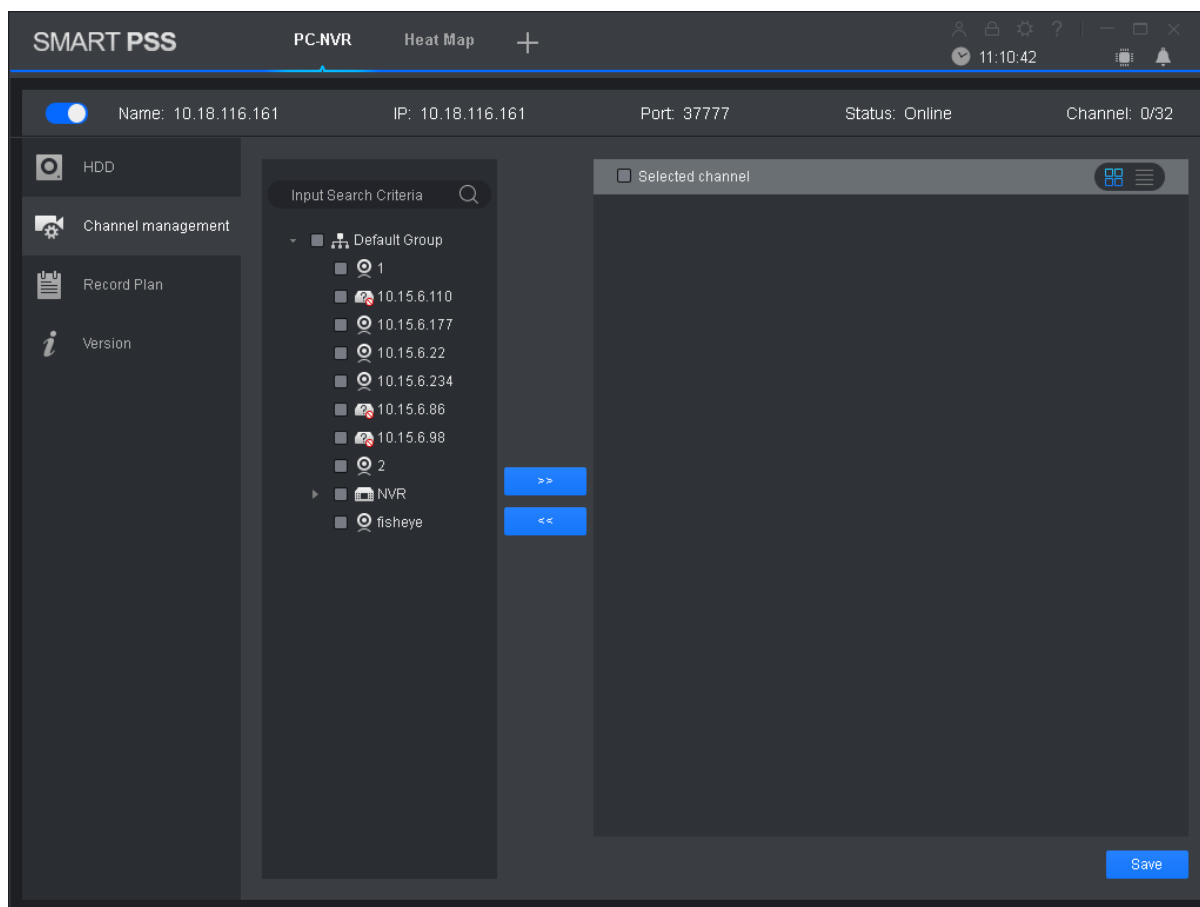 SMART PSS
PC-NVR
Heat Map
11:10:42
Name: 10.18.116.161
IP: 10.18.116.161
Port: 37777
Status: Online
Channel: 0/32
HDD
Channel management
Record Plan
Version
Input Search Criteria
Default Group
1
10.15.6.110
10.15.6.177
10.15.6.22
10.15.6.234
10.15.6.86
10.15.6.98
2
NVR
fisheye
>>
<<
Selected channel
Save